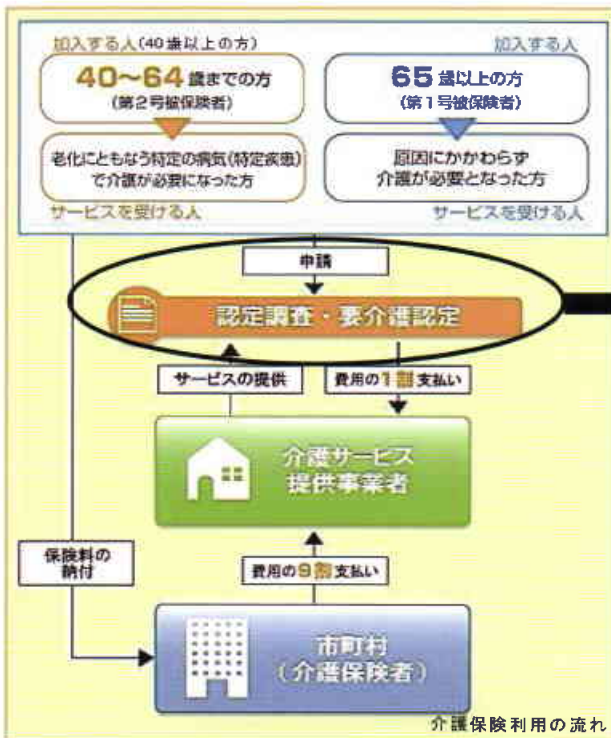 加入する人(40歳以上の方)
40〜64歳までの方
(第2号被保険者)
老化にともなう特定の病気(特定疾患)
で介護が必要になった方
サービスを受ける人
加入する人
65歳以上の方
(第1号被保険者)
原因にかかわらず
介護が必要となった方
サービスを受ける人
申請
認定調査・要介護認定
サービスの提供
費用の1割支払い
介護サービス
提供事業者
保険料の
納付
費用の9割支払い
市町村
(介護保険者)
介護保険利用の流れ